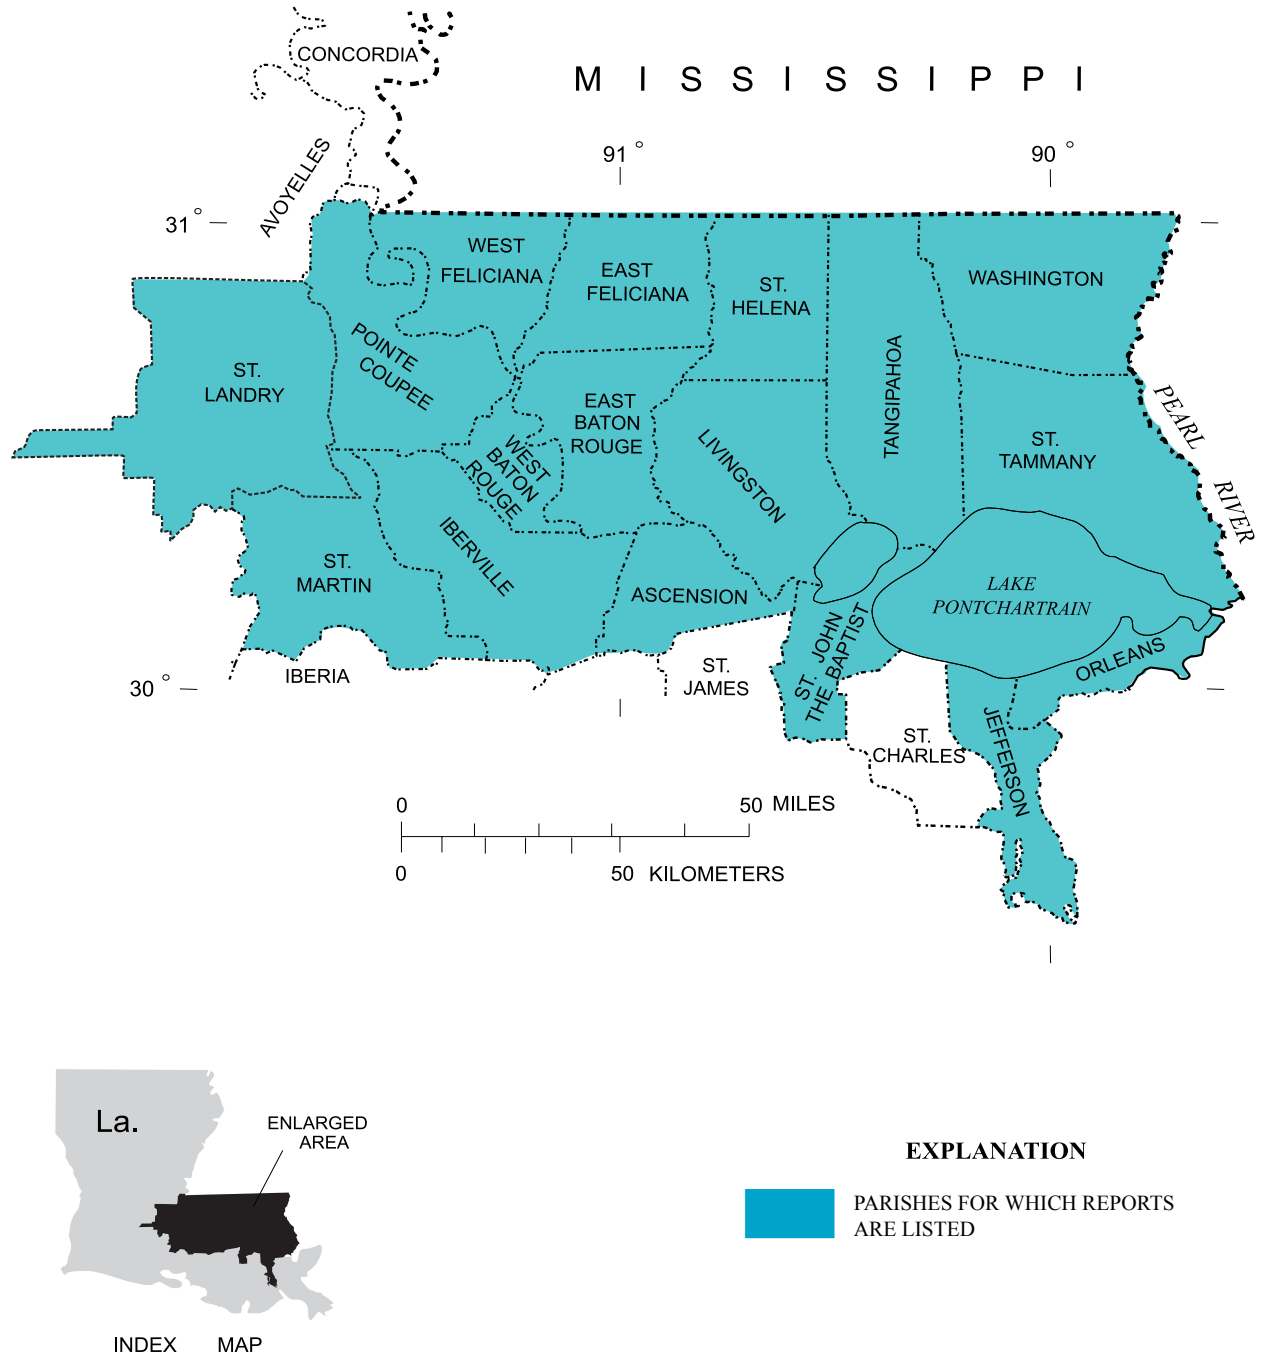 CONCORDIA
MISSISSIPPI
AVOYELLES
91°
90°
31°
WEST
FELICIANA
EAST
FELICIANA
ST.
HELENA
WASHINGTON
POINTE
COUPEE
ST.
LANDRY
TANGIPAHOA
EAST
BATON
ROUGE
WEST
BATON
ROUGE
LIVINGSTON
ST.
TAMMANY
PEARL
RIVER
IBERVILLE
ST.
MARTIN
ASCENSION
LAKE
PONTCHARTRAIN
ST. JOHN
THE BAPTIST
ORLEANS
IBERIA
ST.
JAMES
30°
ST.
CHARLES
JEFFERSON
0
50 MILES
0
50 KILOMETERS
La.
ENLARGED
AREA
INDEX MAP
EXPLANATION
PARISHES FOR WHICH REPORTS
ARE LISTED